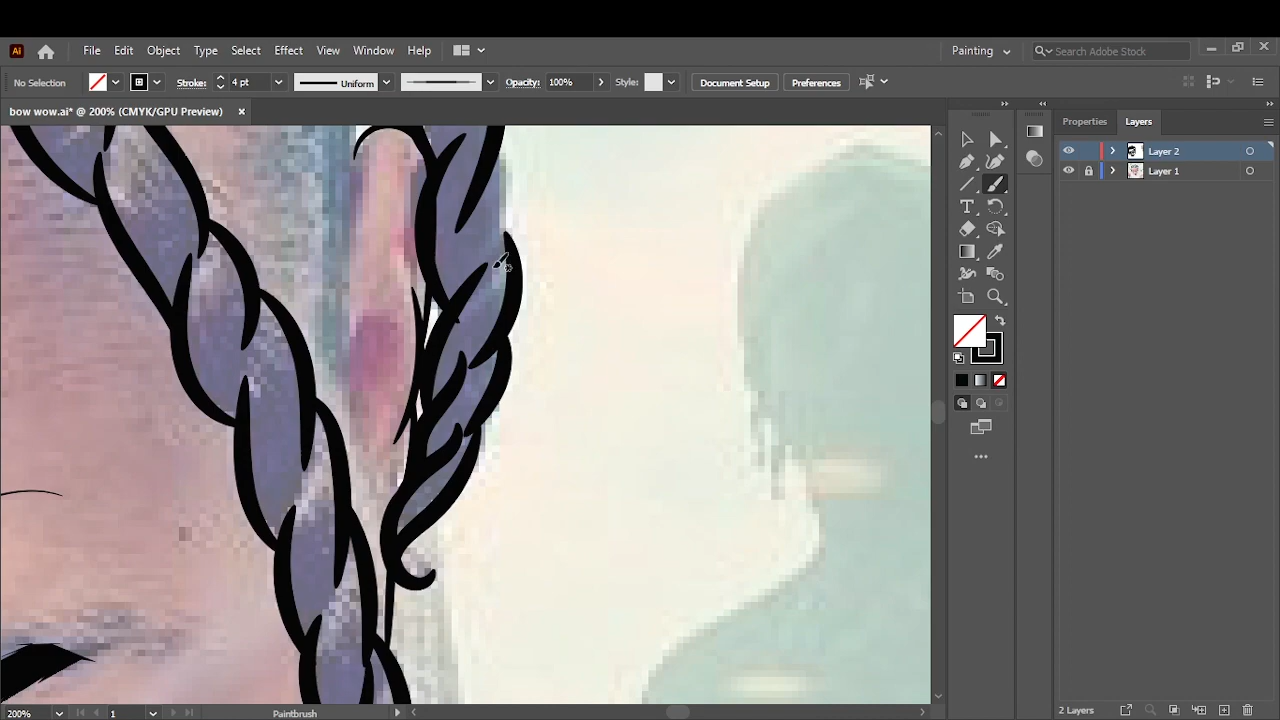 Ai File Edit Object Type Select Effect View Window Help Painting Search Adobe Stock
No Selection Stroke: 4 pt Uniform Opacity: 100% Style: Document Setup Preferences
bow wow.ai* @ 200% (CMYK/GPU Preview)
Properties Layers
Layer 2
Layer 1
200% 1 Paintbrush 2 Layers